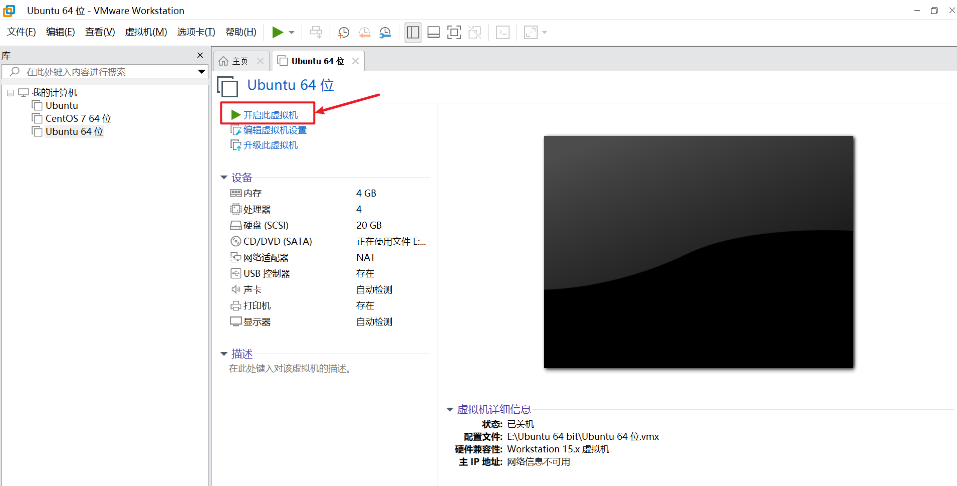 Ubuntu 64 位 - VMware Workstation
文件(F) 编辑(E) 查看(V) 虚拟机(M) 选项卡(T) 帮助(H)
库
在此处键入内容进行搜索
我的计算机
Ubuntu
CentOS 7 64 位
Ubuntu 64 位
主页
Ubuntu 64 位
Ubuntu 64 位
开启此虚拟机
编辑虚拟机设置
升级此虚拟机
设备
内存 4 GB
处理器 4
硬盘 (SCSI) 20 GB
CD/DVD (SATA) 正在使用文件 L:...
网络适配器 NAT
USB 控制器 存在
声卡 自动检测
打印机 存在
显示器 自动检测
描述
在此处键入对该虚拟机的描述。
虚拟机详细信息
状态: 已关机
配置文件: E:\Ubuntu 64 bit\Ubuntu 64 位.vmx
硬件兼容性: Workstation 15.x 虚拟机
主 IP 地址: 网络信息不可用